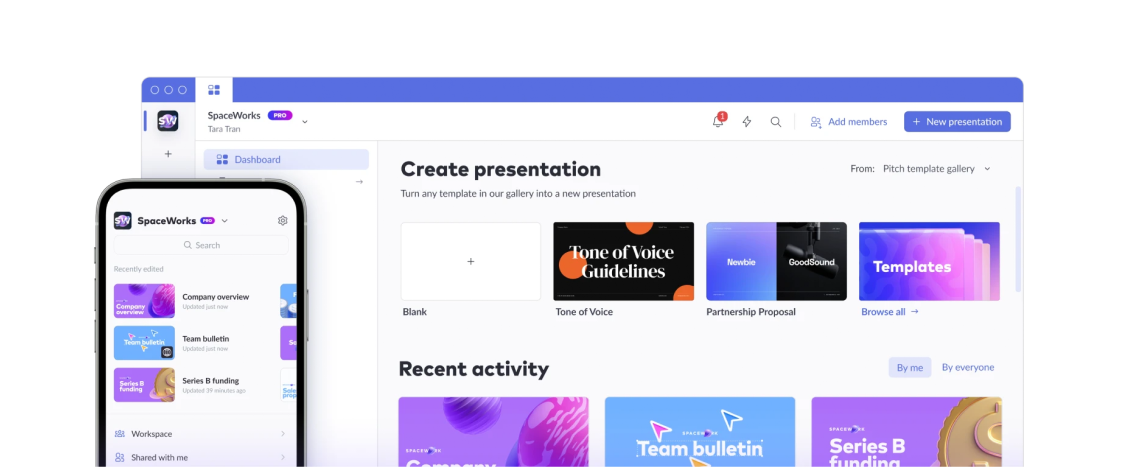 SW
SpaceWorks PRO
Tara Tran
1
Add members
+ New presentation
+
Dashboard
→
Create presentation
From: Pitch template gallery
Turn any template in our gallery into a new presentation
+
Tone of Voice
Guidelines
Newbie
GoodSound
Templates
Blank
Tone of Voice
Partnership Proposal
Browse all →
Recent activity
By me
By everyone
Company
SPACEWORK
Team bulletin
SPACEWORK
Series B
funding
SW
SpaceWorks PRO
Search
Recently edited
Company
overview
Company overview
Updated just now
Team bulletin
Team bulletin
Updated just now
Series B
funding
Series B funding
Updated 39 minutes ago
Workspace
Shared with me